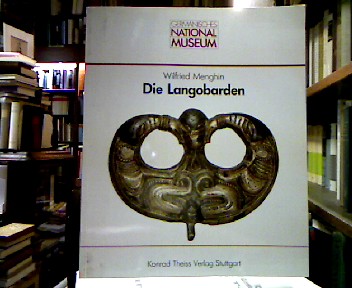 GERMANISCHES
NATIONAL
MUSEUM
Wilfried Menghin
Die Langobarden
Konrad Theiss Verlag Stuttgart